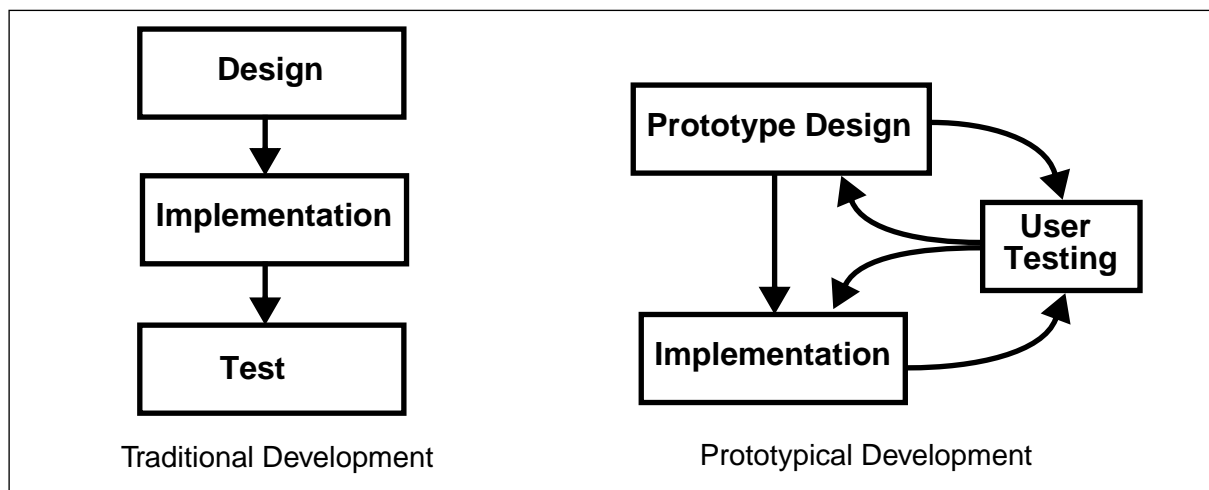 Design
Implementation
Test
Traditional Development
Prototype Design
User
Testing
Implementation
Prototypical Development